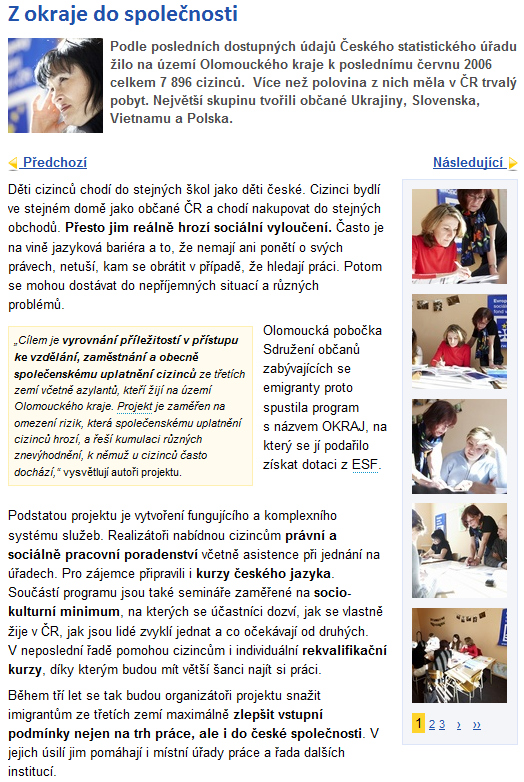 Z okraje do společnosti
Podle posledních dostupných údajů Českého statistického úřadu
žilo na území Olomouckého kraje k poslednímu červnu 2006
celkem 7 896 cizinců. Více než polovina z nich měla v ČR trvalý
pobyt. Největší skupinu tvořili občané Ukrajiny, Slovenska,
Vietnamu a Polska.
Předchozí
Následující
Děti cizinců chodí do stejných škol jako děti české. Cizinci bydlí
ve stejném domě jako občané ČR a chodí nakupovat do stejných
obchodů. Přesto jim reálně hrozí sociální vyloučení. Často je
na vině jazyková bariéra a to, že nemají ani ponětí o svých
právech, netuší, kam se obrátit v případě, že hledají práci. Potom
se mohou dostávat do nepříjemných situací a různých
problémů.
„Cílem je vyrovnání příležitostí v přístupu
ke vzdělání, zaměstnání a obecně
společenskému uplatnění cizinců ze třetích
zemí včetně azylantů, kteří žijí na území
Olomouckého kraje. Projekt je zaměřen na
omezení rizik, která společenskému uplatnění
cizinců hrozí, a řeší kumulaci různých
znevýhodnění, k němuž u cizinců často
dochází,“ vysvětlují autoři projektu.
Olomoucká pobočka
Sdružení občanů
zabývajících se
emigranty proto
spustila program
s názvem OKRAJ, na
který se jí podařilo
získat dotaci z ESF.
Podstatou projektu je vytvoření fungujícího a komplexního
systému služeb. Realizátoři nabídnou cizincům právní a
sociálně pracovní poradenství včetně asistence při jednání na
úřadech. Pro zájemce připravili i kurzy českého jazyka.
Součástí programu jsou také semináře zaměřené na socio-
kulturní minimum, na kterých se účastníci dozví, jak se vlastně
žije v ČR, jak jsou lidé zvyklí jednat a co očekávají od druhých.
V neposlední řadě pomohou cizincům i individuální rekvalifikační
kurzy, díky kterým budou mít větší šanci najít si práci.
Během tří let se tak budou organizátoři projektu snažit
imigrantům ze třetích zemí maximálně zlepšit vstupní
podmínky nejen na trh práce, ale i do české společnosti. V
jejich úsilí jim pomáhají i místní úřady práce a řada dalších
institucí.
1 2 3 › ››